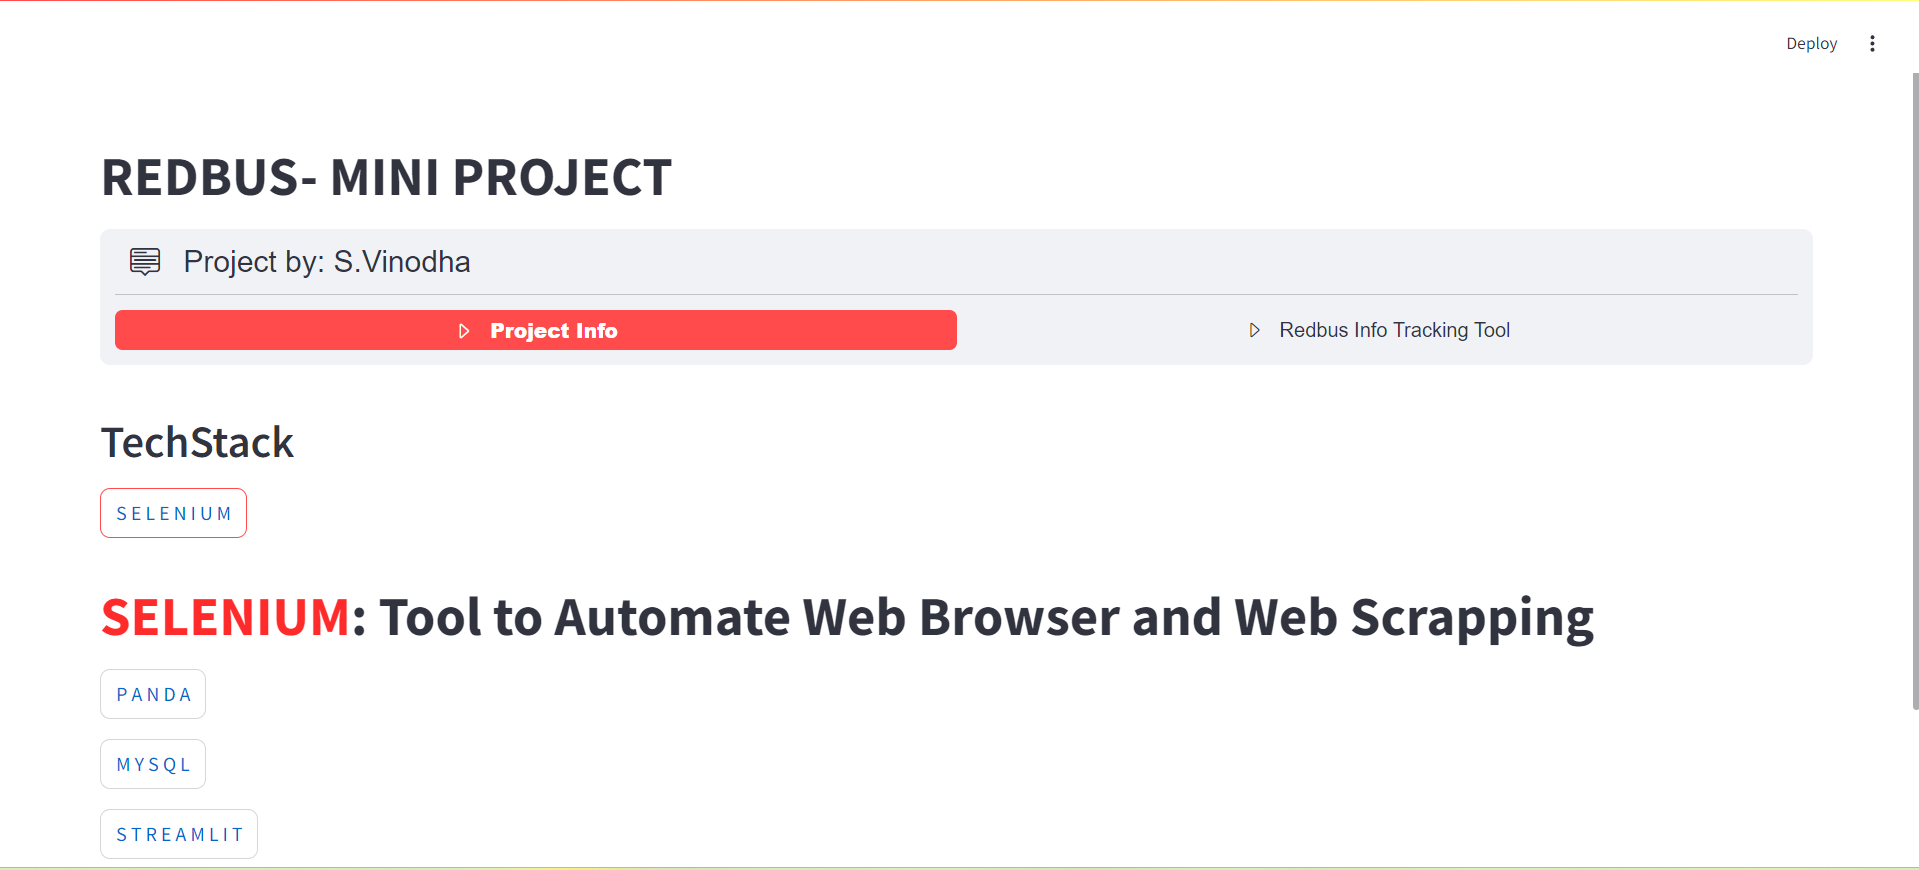 Deploy
REDBUS- MINI PROJECT
Project by: S.Vinodha
Project Info
Redbus Info Tracking Tool
TechStack
SELENIUM
SELENIUM: Tool to Automate Web Browser and Web Scrapping
PANDA
MYSQL
STREAMLIT